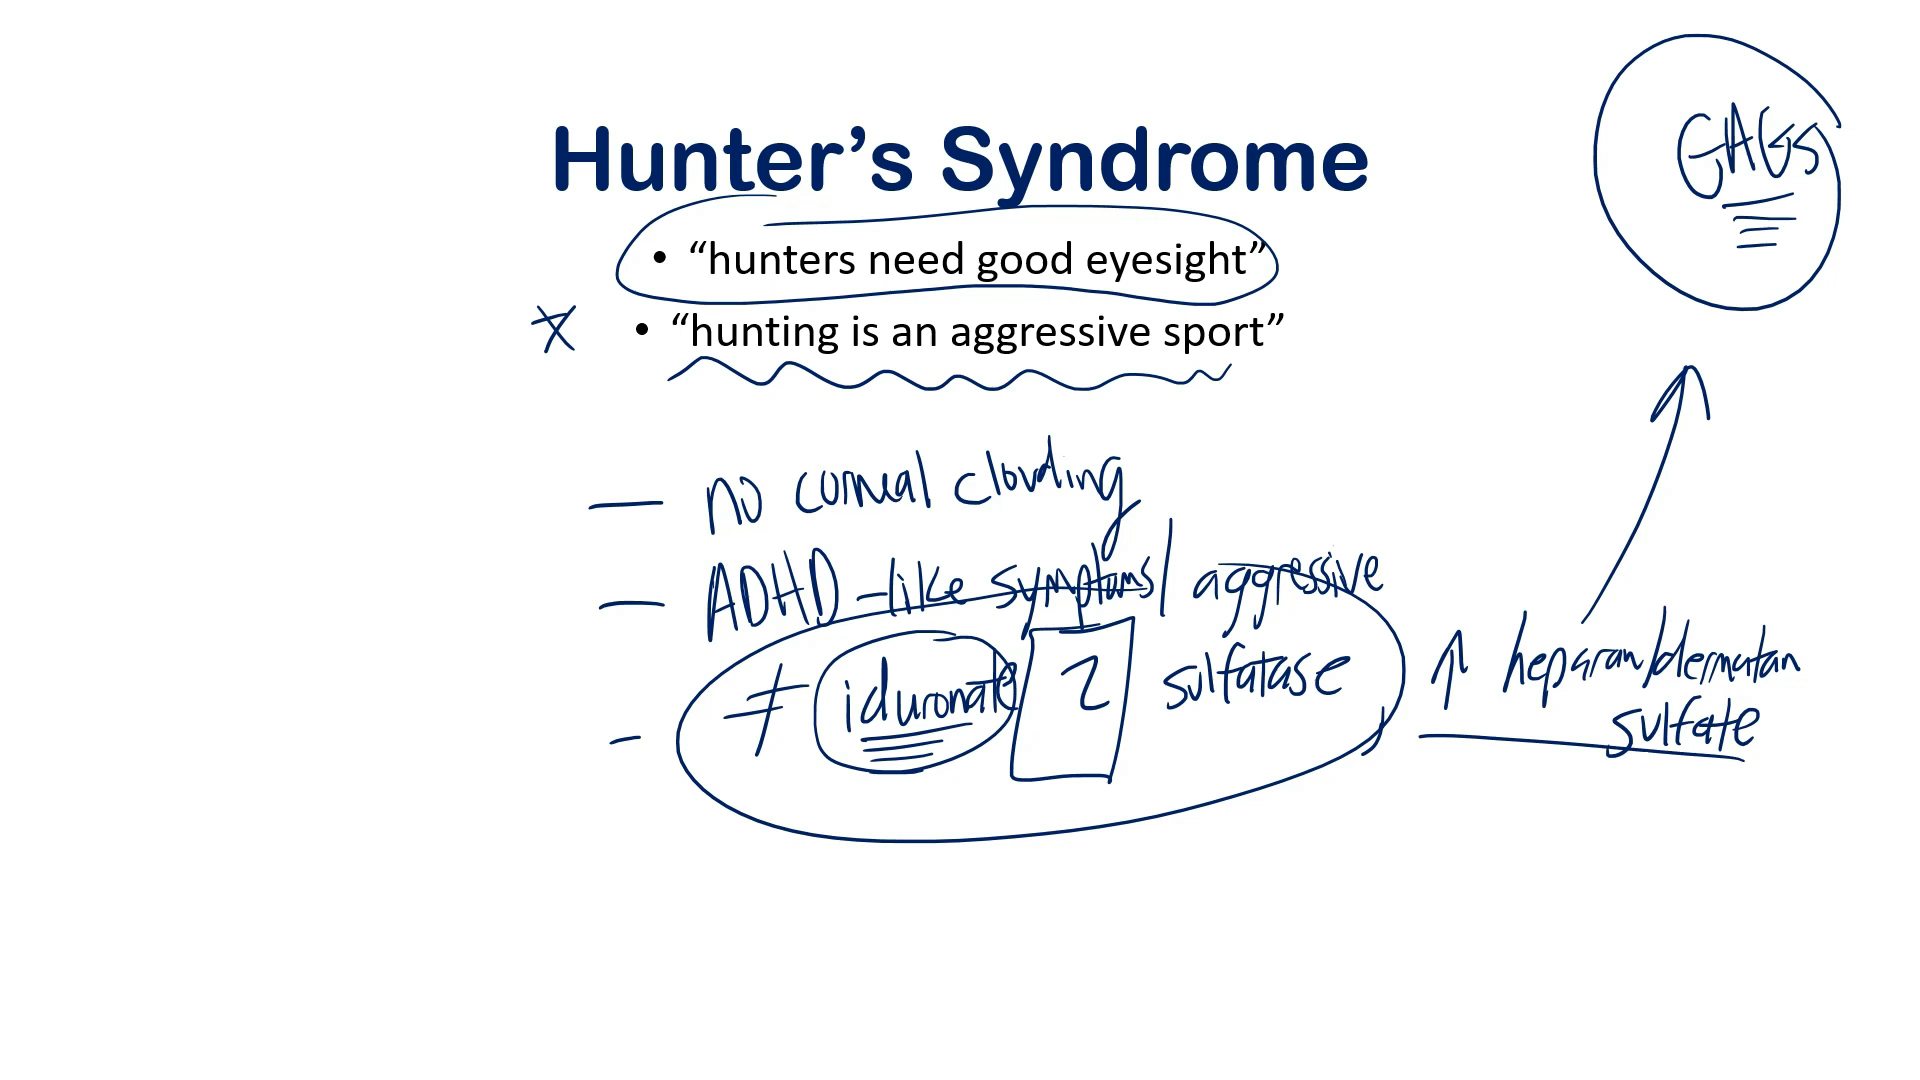 GAGs
Hunter’s Syndrome
• “hunters need good eyesight”
• “hunting is an aggressive sport”
— no corneal clouding
— ADHD-like symptoms/ aggressive
- ≠ iduronate 2 sulfatase
↑ heparan/dermatan
sulfate